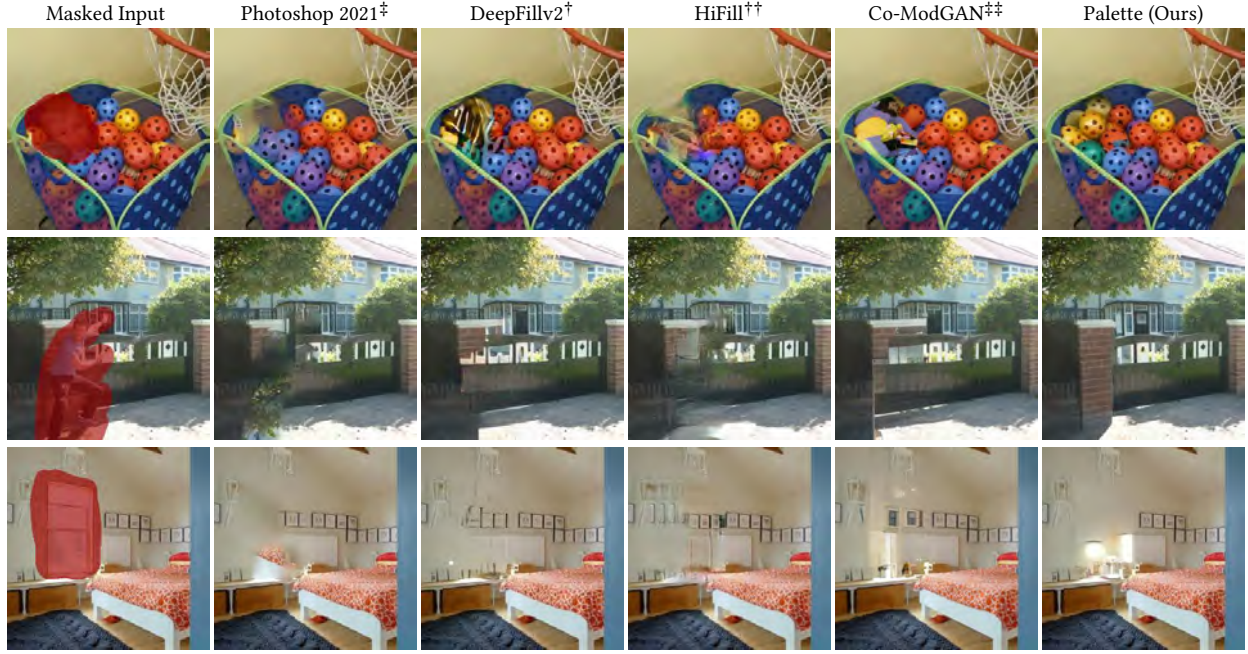 Masked Input Photoshop 2021‡ DeepFillv2† HiFill†† Co-ModGAN‡‡ Palette (Ours)